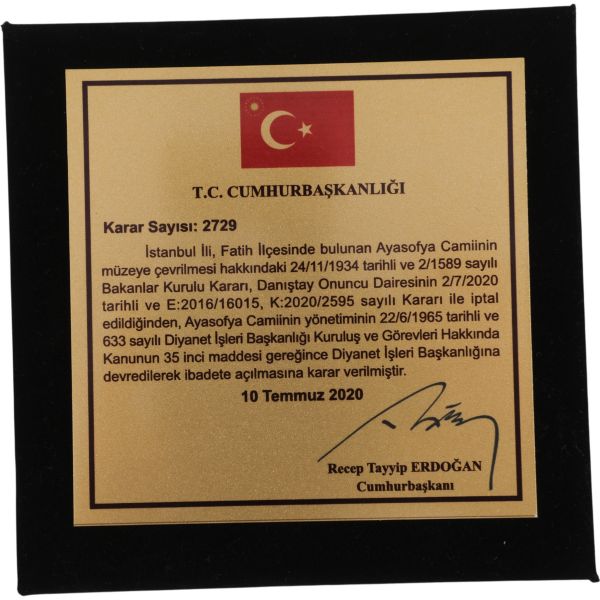 T.C. CUMHURBAŞKANLIĞI
Karar Sayısı: 2729
İstanbul İli, Fatih İlçesinde bulunan Ayasofya Camiinin
müzeye çevrilmesi hakkındaki 24/11/1934 tarihli ve 2/1589 sayılı
Bakanlar Kurulu Kararı, Danıştay Onuncu Dairesinin 2/7/2020
tarihli ve E:2016/16015, K:2020/2595 sayılı Kararı ile iptal
edildiğinden, Ayasofya Camiinin yönetiminin 22/6/1965 tarihli ve
633 sayılı Diyanet İşleri Başkanlığı Kuruluş ve Görevleri Hakkında
Kanunun 35 inci maddesi gereğince Diyanet İşleri Başkanlığına
devredilerek ibadete açılmasına karar verilmiştir.
10 Temmuz 2020
Recep Tayyip ERDOĞAN
Cumhurbaşkanı